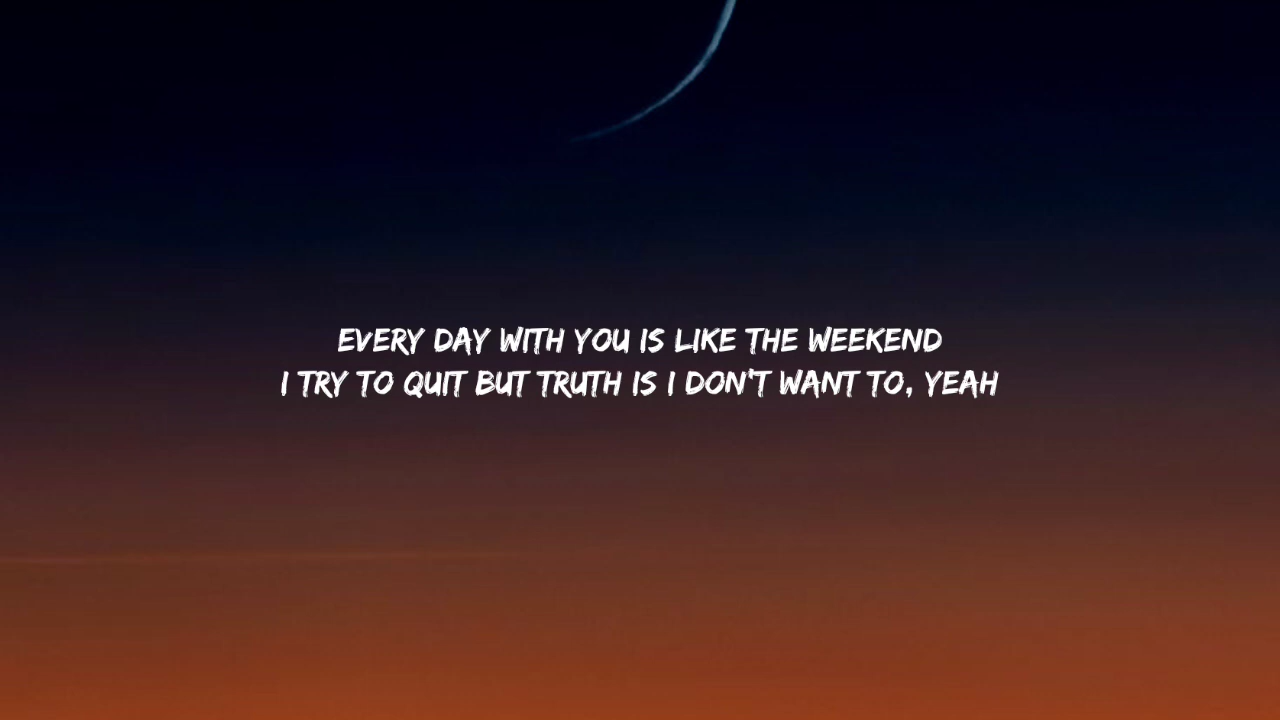 EVERY DAY WITH YOU IS LIKE THE WEEKEND
I TRY TO QUIT BUT TRUTH IS I DON'T WANT TO, YEAH